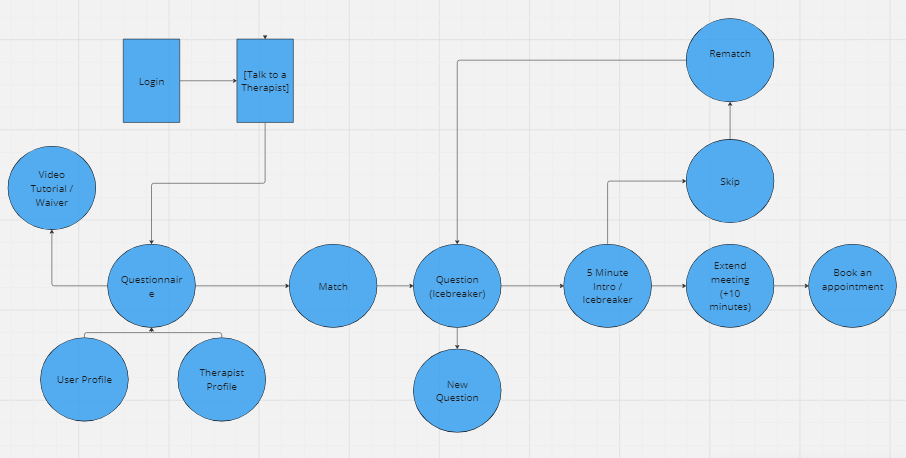 Login
[Talk to a
Therapist]
Rematch
Skip
Video
Tutorial /
Waiver
Questionnair
e
Match
Question
(Icebreaker)
5 Minute
Intro /
Icebreaker
Extend
meeting
(+10
minutes)
Book an
appointment
User Profile
Therapist
Profile
New
Question